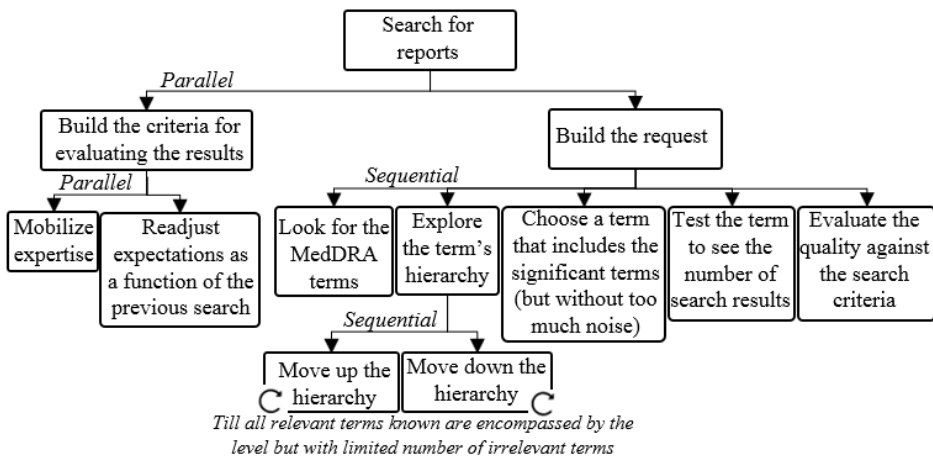 Search for
reports
Parallel
Build the criteria for
evaluating the results
Build the request
Parallel
Sequential
Mobilize
expertise
Readjust
expectations as
a function of the
previous search
Look for the
MedDRA
terms
Explore
the term's
hierarchy
Choose a term
that includes the
significant terms
(but without too
much noise)
Test the term
to see the
number of
search results
Evaluate the
quality against
the search
criteria
Sequential
Move up the
hierarchy
Move down the
hierarchy
Till all relevant terms known are encompassed by the
level but with limited number of irrelevant terms